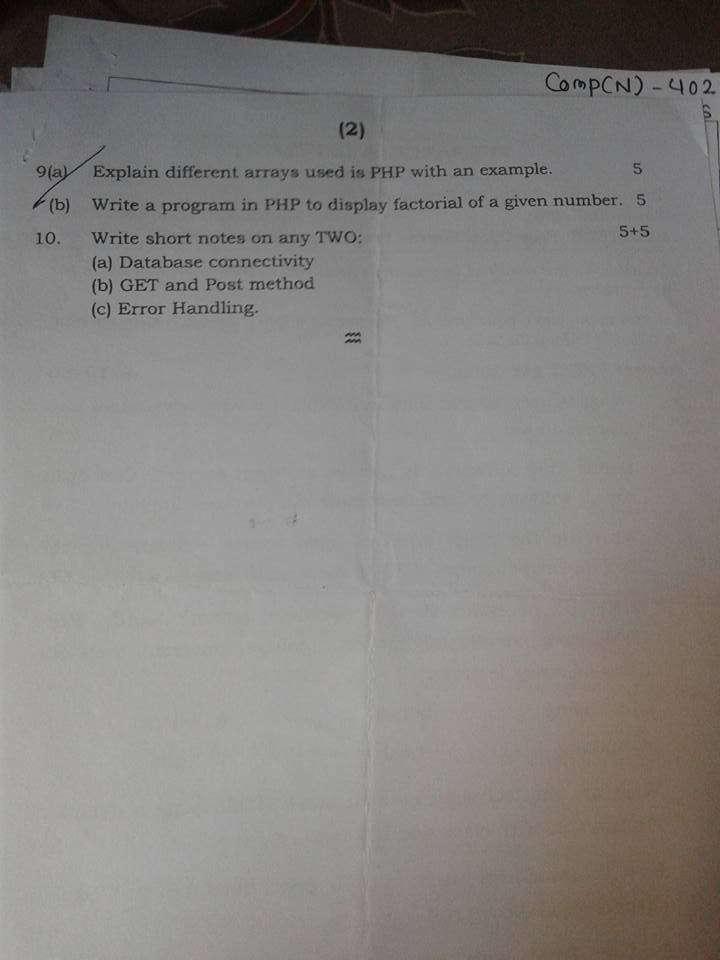 Comp(N) - 402
(2)
9(a) Explain different arrays used is PHP with an example. 5
(b) Write a program in PHP to display factorial of a given number. 5
10. Write short notes on any TWO: 5+5
(a) Database connectivity
(b) GET and Post method
(c) Error Handling.